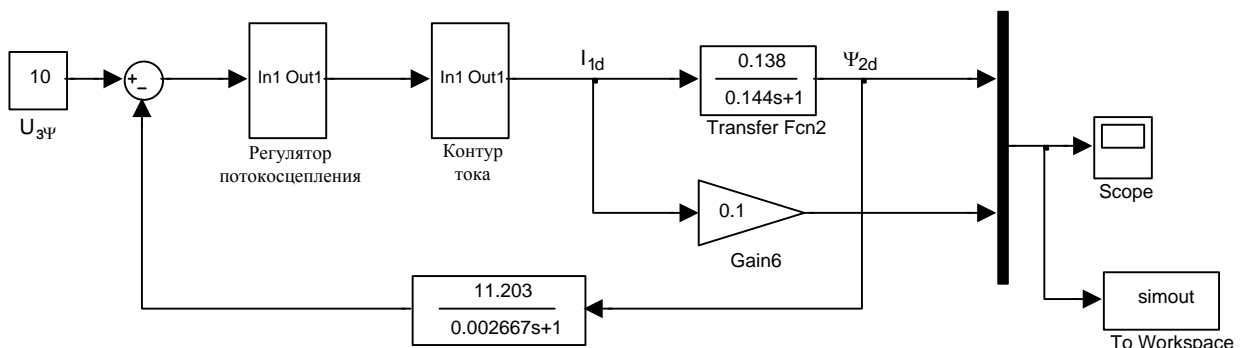 10
U₃ψ
+
−
In1 Out1
Регулятор
потокосцепления
In1 Out1
Контур
тока
I₁d
0.138
0.144s+1
Transfer Fcn2
Ψ₂d
0.1
Gain6
Scope
simout
To Workspace
11.203
0.002667s+1